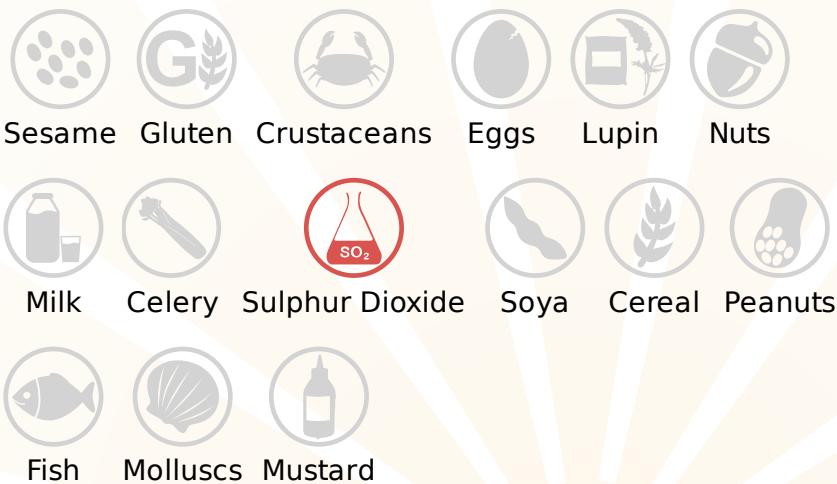 G
Sesame Gluten Crustaceans Eggs Lupin Nuts
SO₂
Milk Celery Sulphur Dioxide Soya Cereal Peanuts
Fish Molluscs Mustard